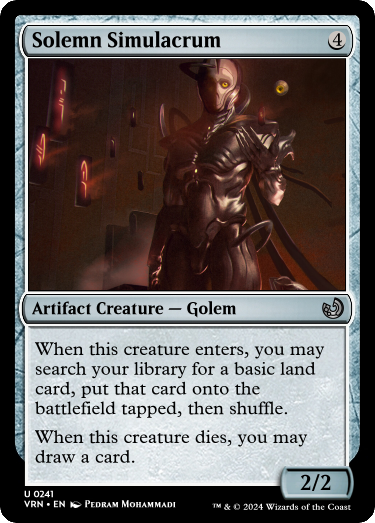 Solemn Simulacrum 4
Artifact Creature — Golem
When this creature enters, you may
search your library for a basic land
card, put that card onto the
battlefield tapped, then shuffle.
When this creature dies, you may
draw a card.
2/2
U 0241
VRN • EN Pedram Mohammadi
™ & © 2024 Wizards of the Coast